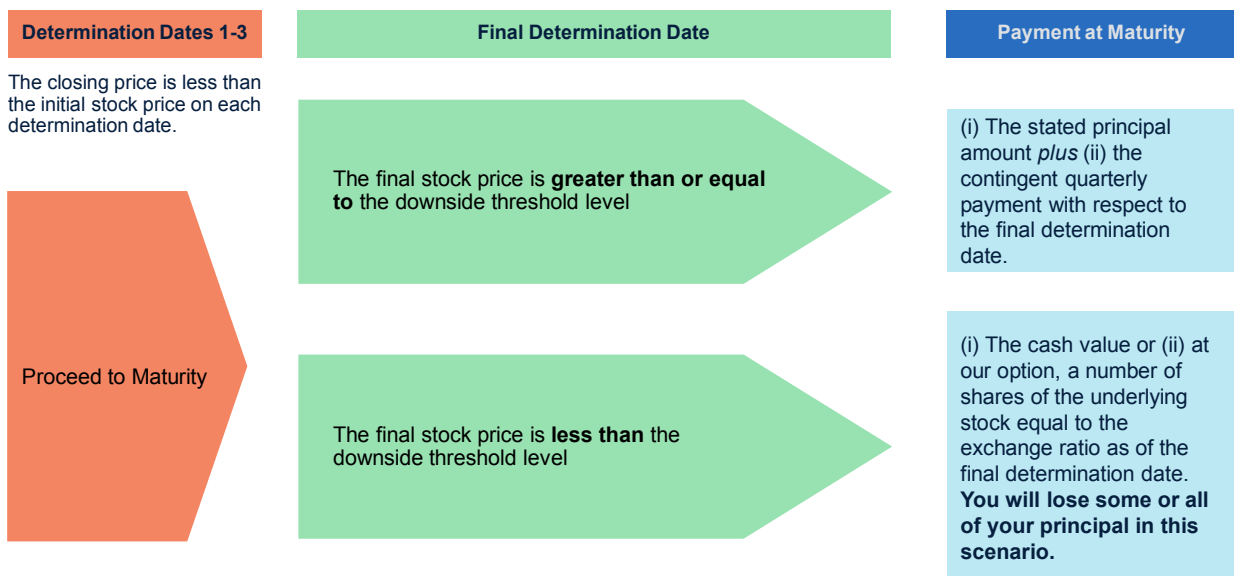 Determination Dates 1-3
Final Determination Date
Payment at Maturity
The closing price is less than
the initial stock price on each
determination date.
Proceed to Maturity
The final stock price is greater than or equal
to the downside threshold level
(i) The stated principal
amount plus (ii) the
contingent quarterly
payment with respect to
the final determination
date.
The final stock price is less than the
downside threshold level
(i) The cash value or (ii) at
our option, a number of
shares of the underlying
stock equal to the
exchange ratio as of the
final determination date.
You will lose some or all
of your principal in this
scenario.